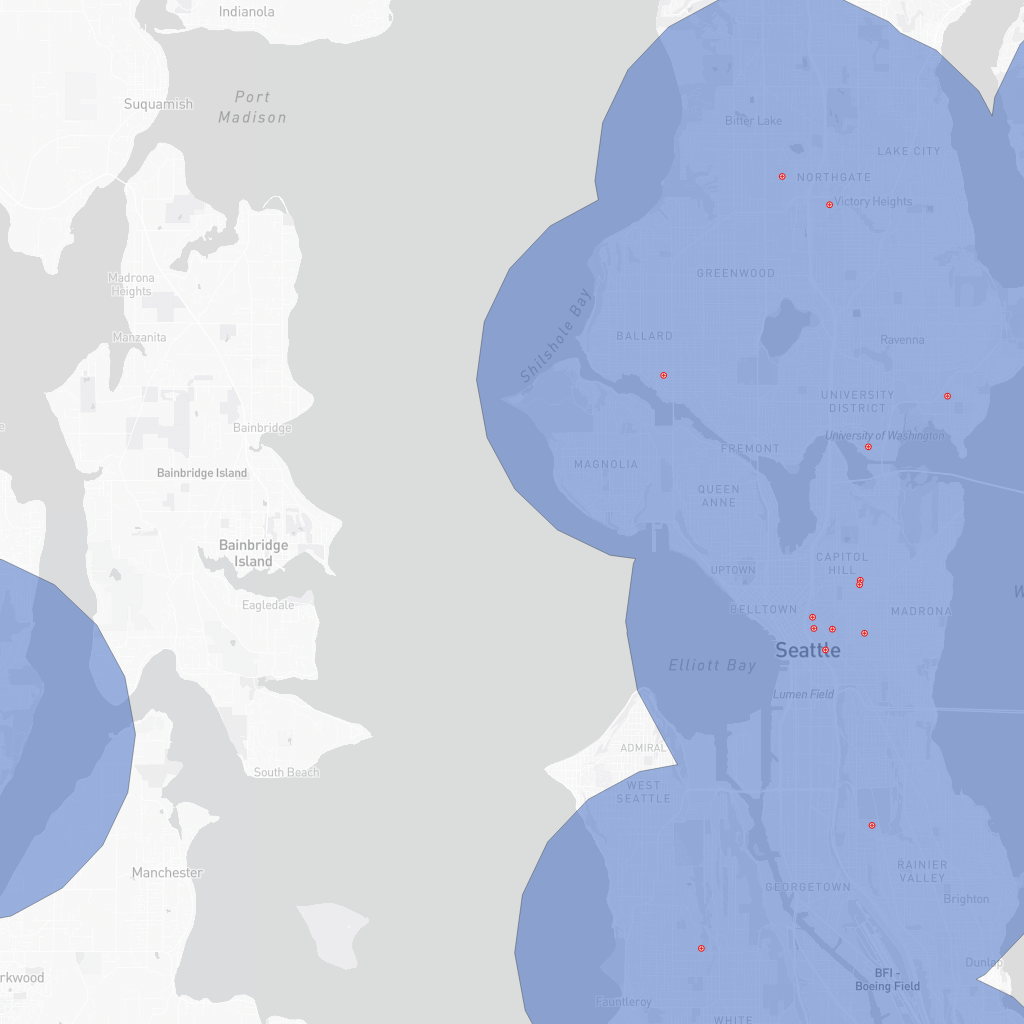 Indianola
Port
Madison
Suquamish
Bitter Lake
LAKE CITY
NORTHGATE
Victory Heights
Madrona
Heights
GREENWOOD
Shilshole Bay
Manzanita
BALLARD
Ravenna
UNIVERSITY
DISTRICT
Bainbridge
University of Washington
FREMONT
MAGNOLIA
Bainbridge Island
QUEEN
ANNE
Bainbridge
Island
CAPITOL
HILL
UPTOWN
Eagledale
BELLTOWN
MADRONA
Seattle
Elliott Bay
Lumen Field
ADMIRAL
South Beach
WEST
SEATTLE
Manchester
RAINIER
VALLEY
GEORGETOWN
Brighton
Dunlap
rkwood
BFI -
Boeing Field
Fauntleroy
WHITE